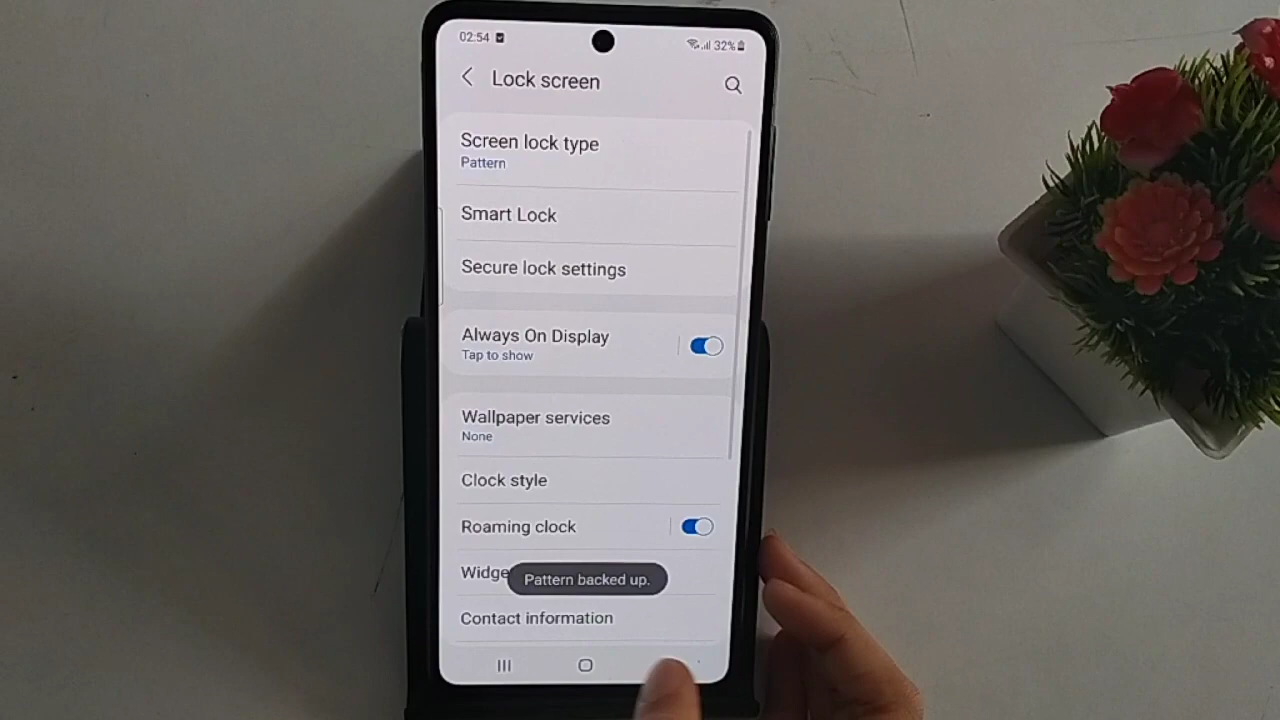 02:54
32%
Lock screen
Screen lock type
Pattern
Smart Lock
Secure lock settings
Always On Display
Tap to show
Wallpaper services
None
Clock style
Roaming clock
Widge
Pattern backed up.
Contact information